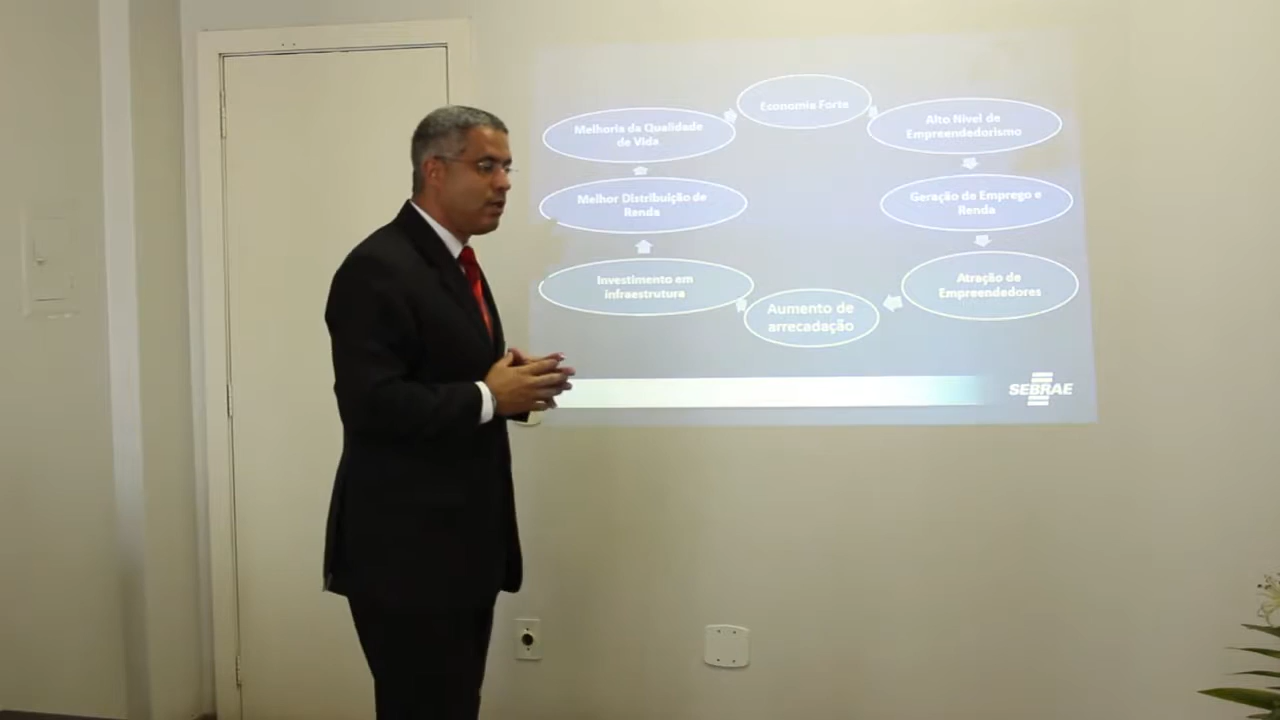 Economia Forte
Alto Nivel de
Empreendedorismo
Geração de Emprego e
Renda
Atração de
Empreendedores
Aumento de
arrecadação
Investimento em
infraestrutura
Melhor Distribuição de
Renda
Melhoria da Qualidade
de Vida
SEBRAE